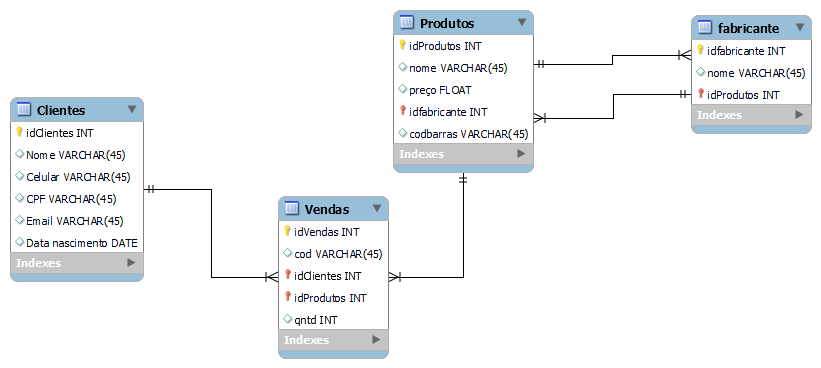 Clientes
idClientes INT
Nome VARCHAR(45)
Celular VARCHAR(45)
CPF VARCHAR(45)
Email VARCHAR(45)
Data nascimento DATE
Indexes
Vendas
idVendas INT
cod VARCHAR(45)
idClientes INT
idProdutos INT
qntd INT
Indexes
Produtos
idProdutos INT
nome VARCHAR(45)
preço FLOAT
idfabricante INT
codbarras VARCHAR(45)
Indexes
fabricante
idfabricante INT
nome VARCHAR(45)
idProdutos INT
Indexes